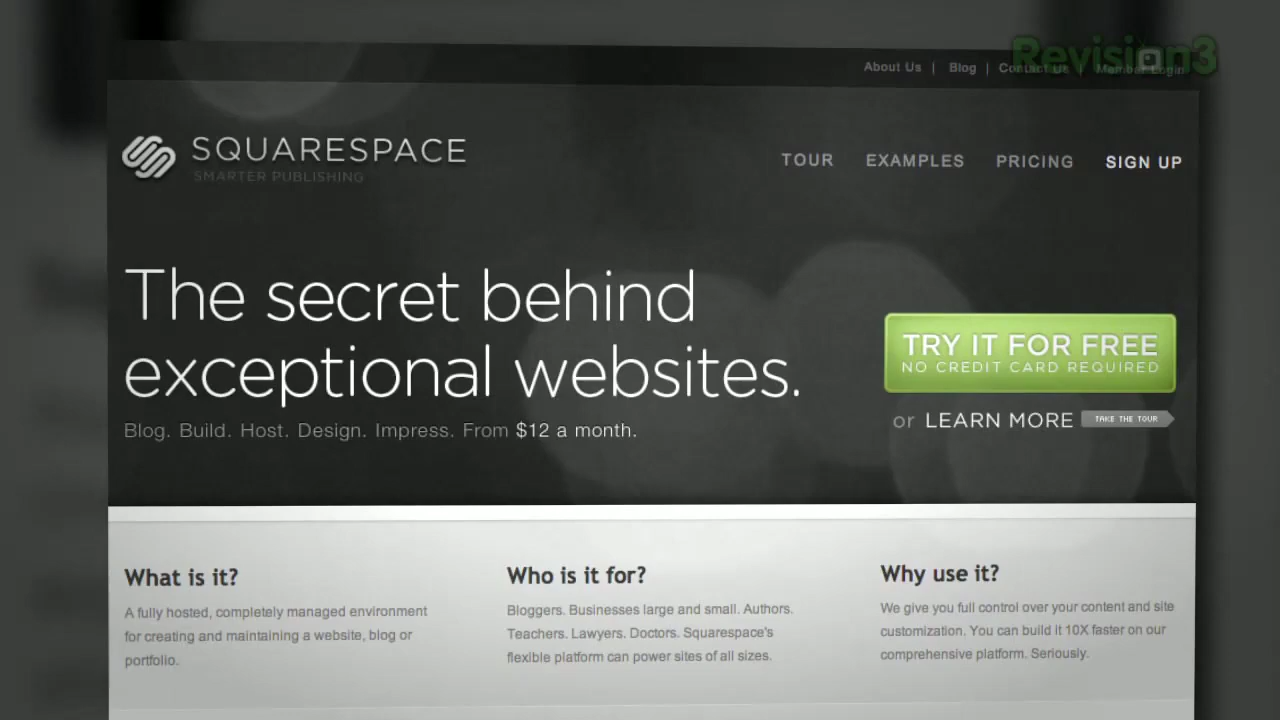 Revision3
About Us | Blog | Contact Us | Member Login
SQUARESPACE
SMARTER PUBLISHING
TOUR EXAMPLES PRICING SIGN UP
The secret behind
exceptional websites.
Blog. Build. Host. Design. Impress. From $12 a month.
TRY IT FOR FREE
NO CREDIT CARD REQUIRED
or LEARN MORE TAKE THE TOUR
What is it?
A fully hosted, completely managed environment
for creating and maintaining a website, blog or
portfolio.
Who is it for?
Bloggers. Businesses large and small. Authors.
Teachers. Lawyers. Doctors. Squarespace's
flexible platform can power sites of all sizes.
Why use it?
We give you full control over your content and site
customization. You can build it 10X faster on our
comprehensive platform. Seriously.